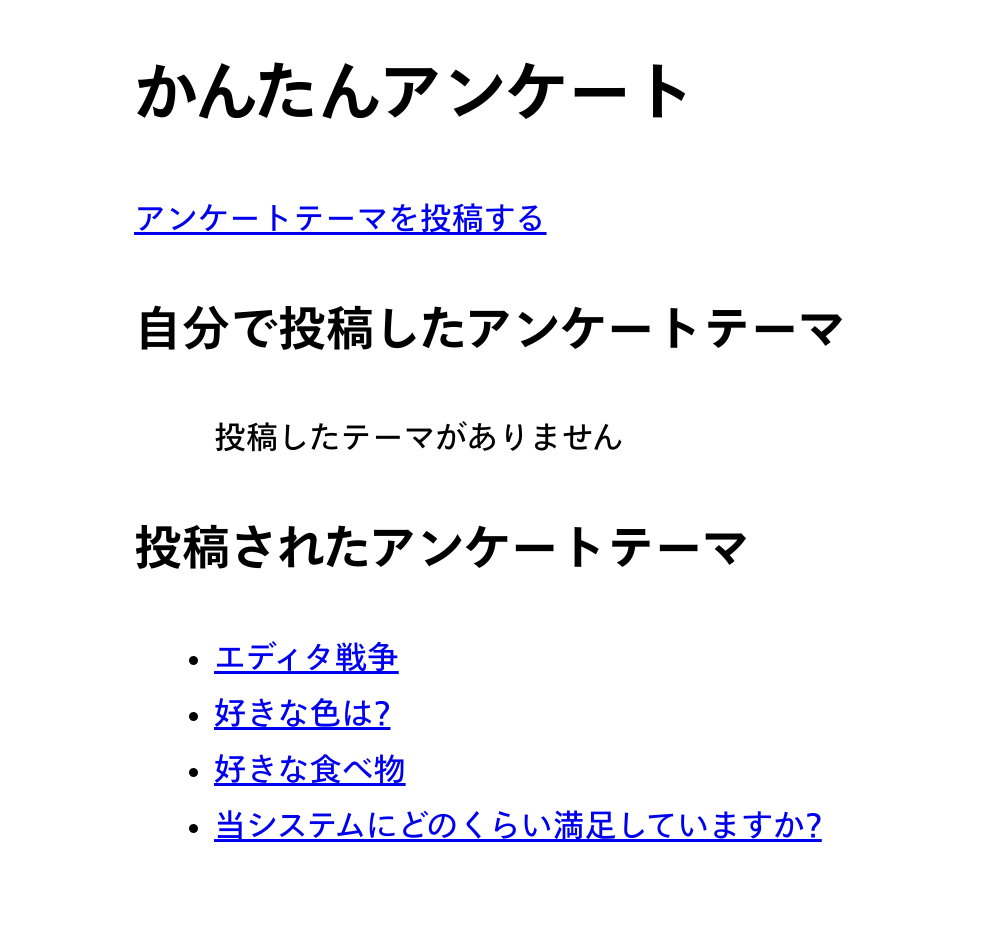 かんたんアンケート
アンケートテーマを投稿する
自分で投稿したアンケートテーマ
投稿したテーマがありません
投稿されたアンケートテーマ
エディタ戦争
好きな色は?
好きな食べ物
当システムにどのくらい満足していますか?